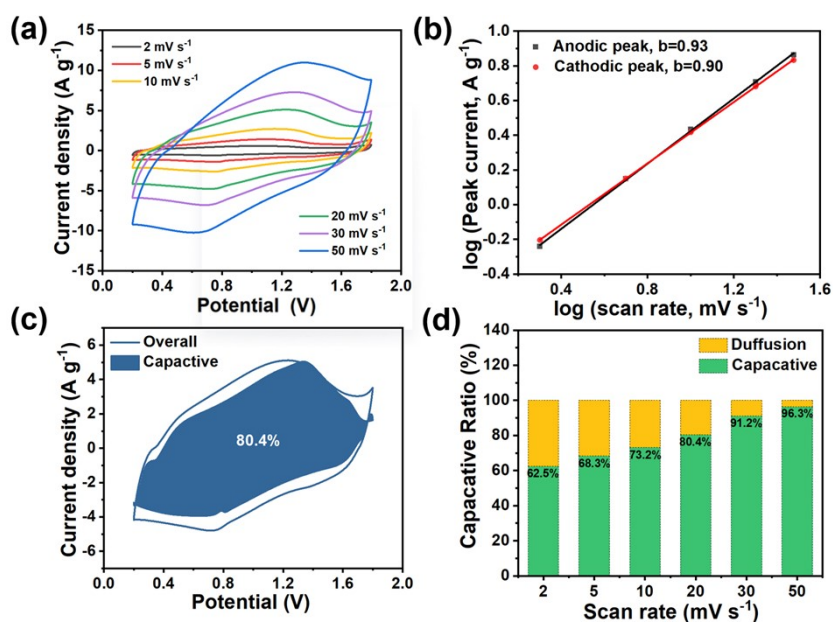 (a)
Current density (A g⁻¹)
15
10
5
0
-5
-10
-15
2 mV s⁻¹
5 mV s⁻¹
10 mV s⁻¹
20 mV s⁻¹
30 mV s⁻¹
50 mV s⁻¹
0.0 0.4 0.8 1.2 1.6 2.0
Potential (V)
(b)
log (Peak current, A g⁻¹)
1.0
0.8
0.6
0.4
0.2
0.0
-0.2
-0.4
Anodic peak, b=0.93
Cathodic peak, b=0.90
0.4 0.8 1.2 1.6
log (scan rate, mV s⁻¹)
(c)
Current density (A g⁻¹)
6
4
2
0
-2
-4
-6
Overall
Capactive
80.4%
0.0 0.4 0.8 1.2 1.6 2.0
Potential (V)
(d)
Capacative Ratio (%)
140
120
100
80
60
40
20
0
Duffusion
Capacative
62.5% 68.3% 73.2% 80.4% 91.2% 96.3%
2 5 10 20 30 50
Scan rate (mV s⁻¹)